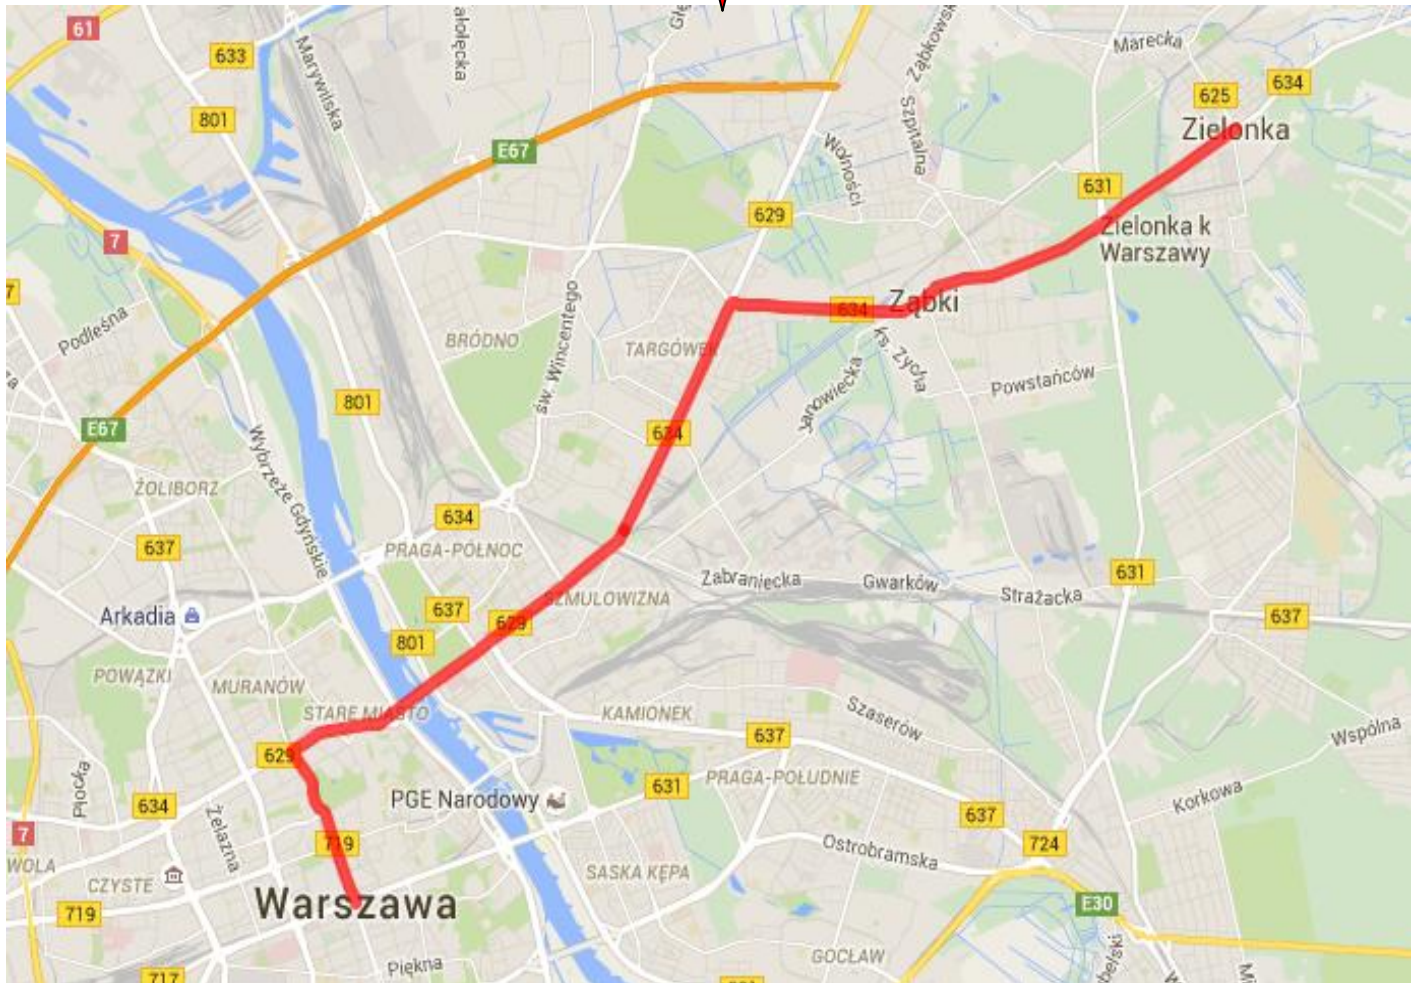 61
633
Marywilska
ałołęcka
Marecka
625
634
801
Szpitalna
Zielonka
E67
Wolności
631
7
629
Zielonka k
Warszawy
7
Podleśna
św. Wincentego
634
Ząbki
BRÓDNO
TARGÓWEK
ks. Zycha
Janowiecka
Powstańców
801
E67
634
Wybrzeże Gdyńskie
ŻOLIBORZ
634
637
PRAGA-PÓŁNOC
Zabraniecka
Gwarków
631
Strażacka
Arkadia
637
SZMULOWIZNA
629
637
801
POWĄZKI
MURANÓW
STARE MIASTO
KAMIONEK
Szaserów
Wspólna
629
637
Płocka
634
PGE Narodowy
631
PRAGA-POŁUDNIE
Korkowa
7
Żelazna
719
637
724
WOLA
CZYSTE
SASKA KĘPA
Ostrobramska
719
Warszawa
E30
717
Piękna
GOCŁAW